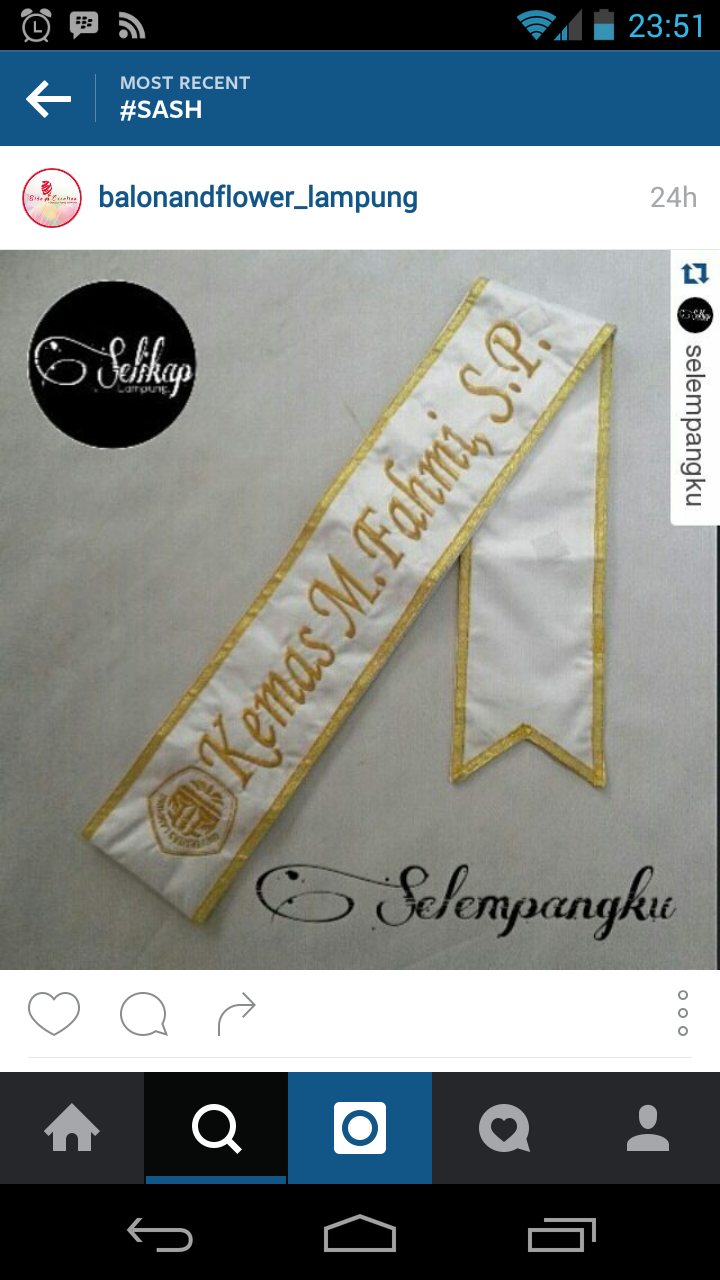 23:51
MOST RECENT
#SASH
balonandflower_lampung
24h
Selikap
Lampung
selempangku
Kemas M.Fahmi, S.P.
Selempangku